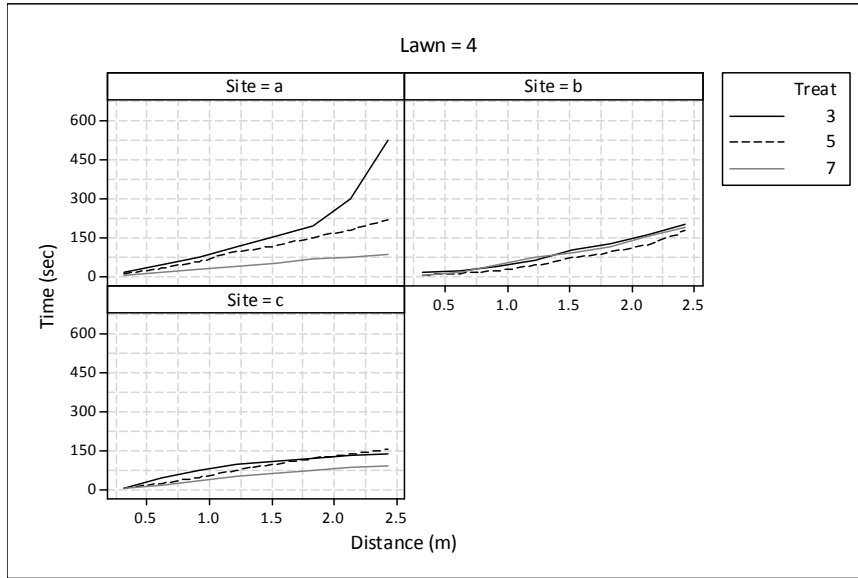 Lawn = 4
Site = a
Site = b
Treat
3
5
7
600
450
300
150
0
0.5 1.0 1.5 2.0 2.5
Site = c
600
450
300
150
0
0.5 1.0 1.5 2.0 2.5
Time (sec)
Distance (m)